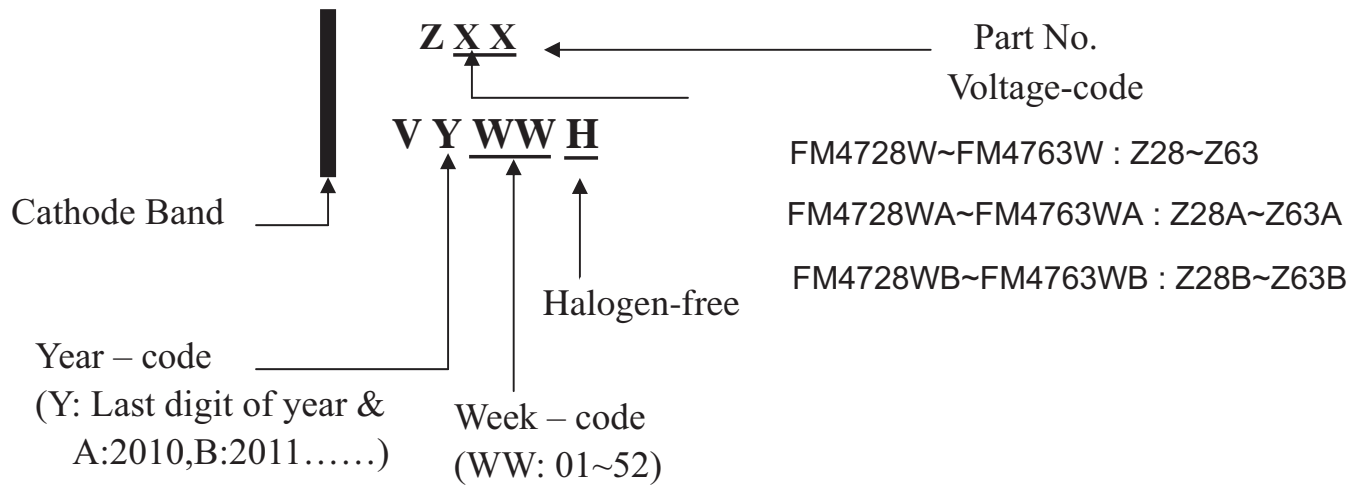 Z X X
Part No.
Voltage-code
V Y WW H
FM4728W~FM4763W : Z28~Z63
Cathode Band
FM4728WA~FM4763WA : Z28A~Z63A
FM4728WB~FM4763WB : Z28B~Z63B
Halogen-free
Year – code
(Y: Last digit of year &
A:2010,B:2011……)
Week – code
(WW: 01~52)